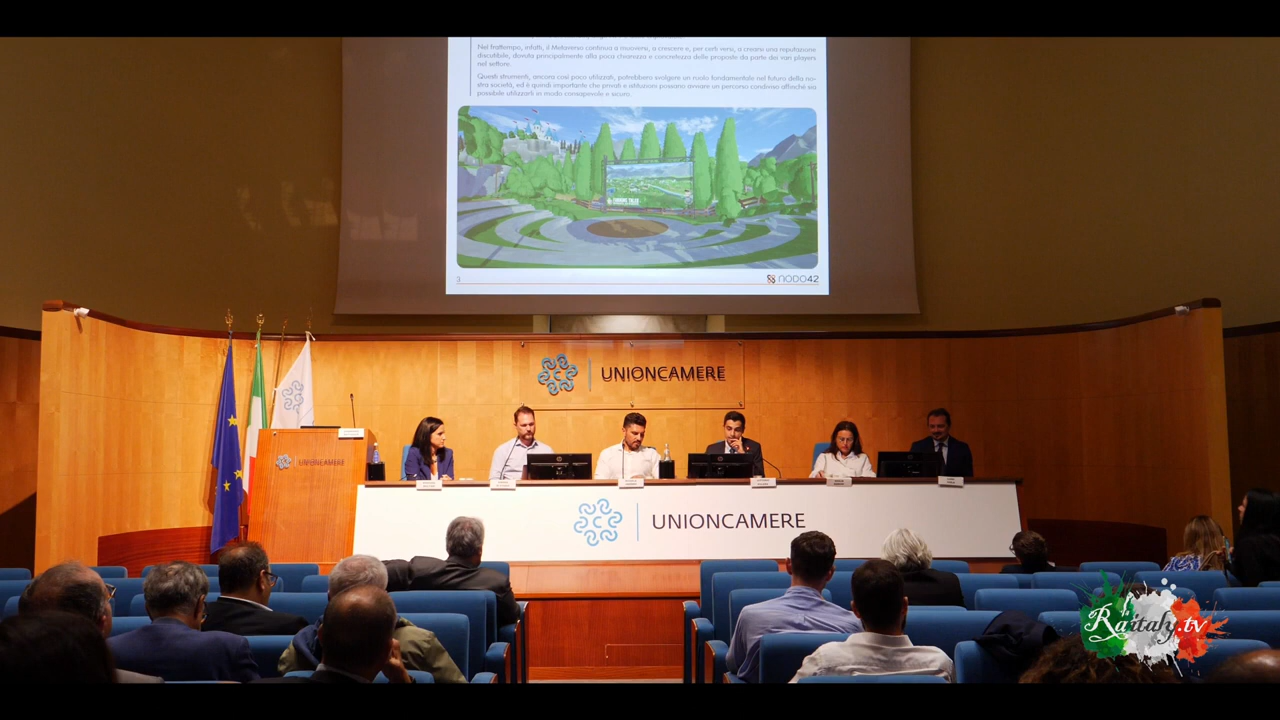 Nel frattempo, infatti, il Metaverso continua a muoversi, a crescere e, per certi versi, a crearsi una reputazione
discutibile, dovuta principalmente alla poca chiarezza e concretezza delle proposte da parte dei vari players
nel settore.
Questi strumenti, ancora così poco utilizzati, potrebbero svolgere un ruolo fondamentale nel futuro della no-
stra società, ed è quindi importante che privati e istituzioni possano avviare un percorso condiviso affinché sia
possibile utilizzarli in modo consapevole e sicuro.
3
NODO42
UNIONCAMERE
UNIONCAMERE
UNIONCAMERE
Raitaly.tv